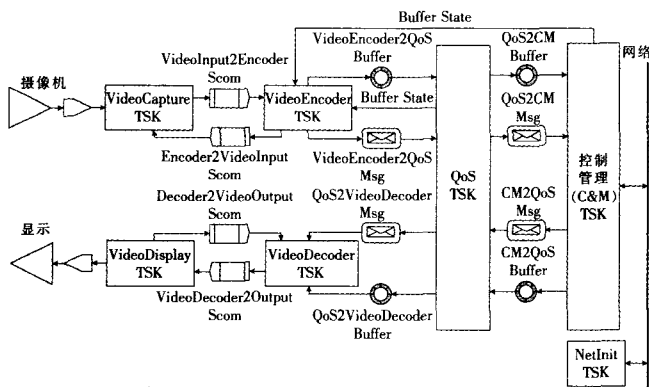 Buffer State
VideoInput2Encoder
Scom
VideoEncoder2QoS
Buffer
QoS2CM
Buffer
网络
摄像机
VideoCapture
TSK
VideoEncoder
TSK
Buffer State
QoS2CM
Msg
Encoder2VideoInput
Scom
VideoEncoder2QoS
Msg
QoS
TSK
控制
管理
(C&M)
TSK
Decoder2VideoOutput
Scom
QoS2VideoDecoder
Msg
CM2QoS
Msg
显示
VideoDisplay
TSK
VideoDecoder
TSK
CM2QoS
Buffer
VideoDecoder2Output
Scom
QoS2VideoDecoder
Buffer
NetInit
TSK